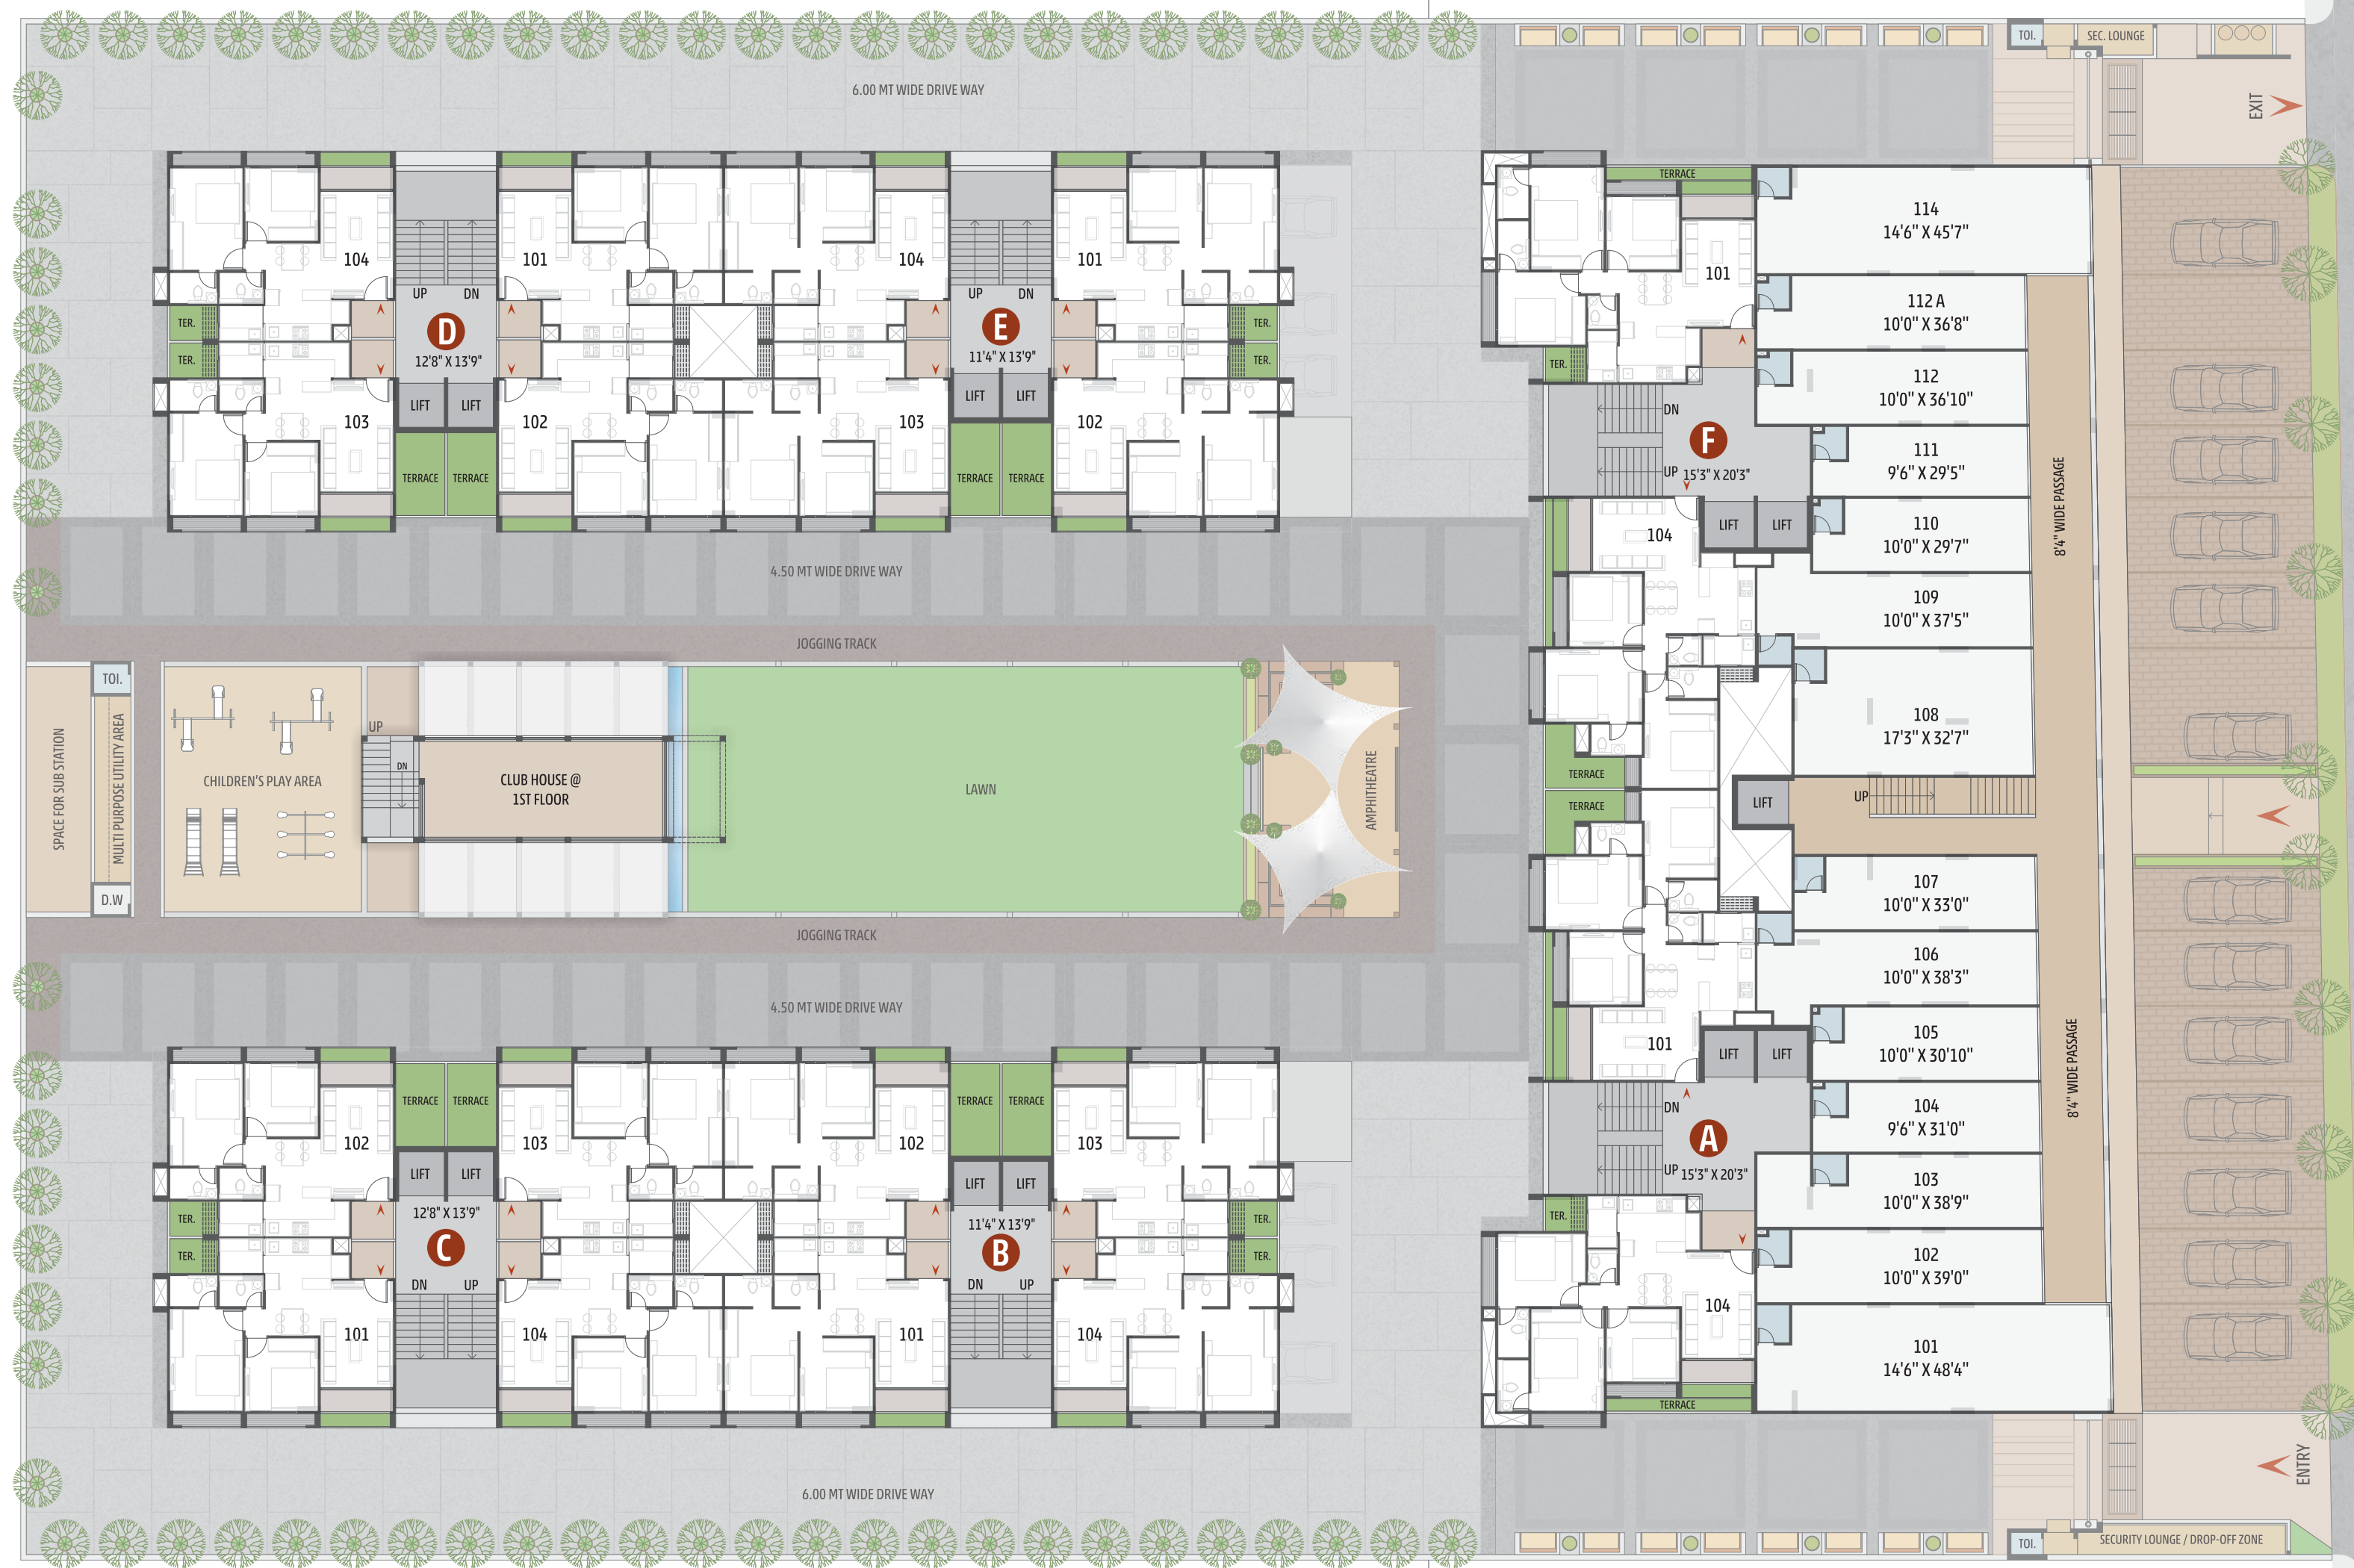 TOI.
SEC. LOUNGE
6.00 MT WIDE DRIVE WAY
EXIT
TERRACE
114
14'6" X 45'7"
104
101
104
101
101
112 A
10'0" X 36'8"
UP
DN
UP
DN
TER.
TER.
D
E
TER.
TER.
12'8" X 13'9"
11'4" X 13'9"
TER.
112
10'0" X 36'10"
LIFT
LIFT
LIFT
LIFT
DN
103
102
103
102
F
111
9'6" X 29'5"
UP
15'3" X 20'3"
TERRACE
TERRACE
TERRACE
TERRACE
8'4" WIDE PASSAGE
LIFT
LIFT
104
110
10'0" X 29'7"
4.50 MT WIDE DRIVE WAY
109
10'0" X 37'5"
JOGGING TRACK
TOI.
UP
108
17'3" X 32'7"
SPACE FOR SUB STATION
MULTI PURPOSE UTILITY AREA
CHILDREN'S PLAY AREA
DN
CLUB HOUSE @
1ST FLOOR
LAWN
AMPHITHEATRE
TERRACE
TERRACE
LIFT
UP
D.W
107
10'0" X 33'0"
JOGGING TRACK
106
10'0" X 38'3"
4.50 MT WIDE DRIVE WAY
101
LIFT
LIFT
105
10'0" X 30'10"
8'4" WIDE PASSAGE
TERRACE
TERRACE
TERRACE
TERRACE
DN
104
9'6" X 31'0"
102
103
102
103
A
LIFT
LIFT
LIFT
LIFT
UP
15'3" X 20'3"
103
10'0" X 38'9"
12'8" X 13'9"
11'4" X 13'9"
TER.
TER.
TER.
TER.
TER.
C
B
102
10'0" X 39'0"
DN
UP
DN
UP
104
101
104
101
104
101
14'6" X 48'4"
TERRACE
ENTRY
6.00 MT WIDE DRIVE WAY
TOI.
SECURITY LOUNGE / DROP-OFF ZONE